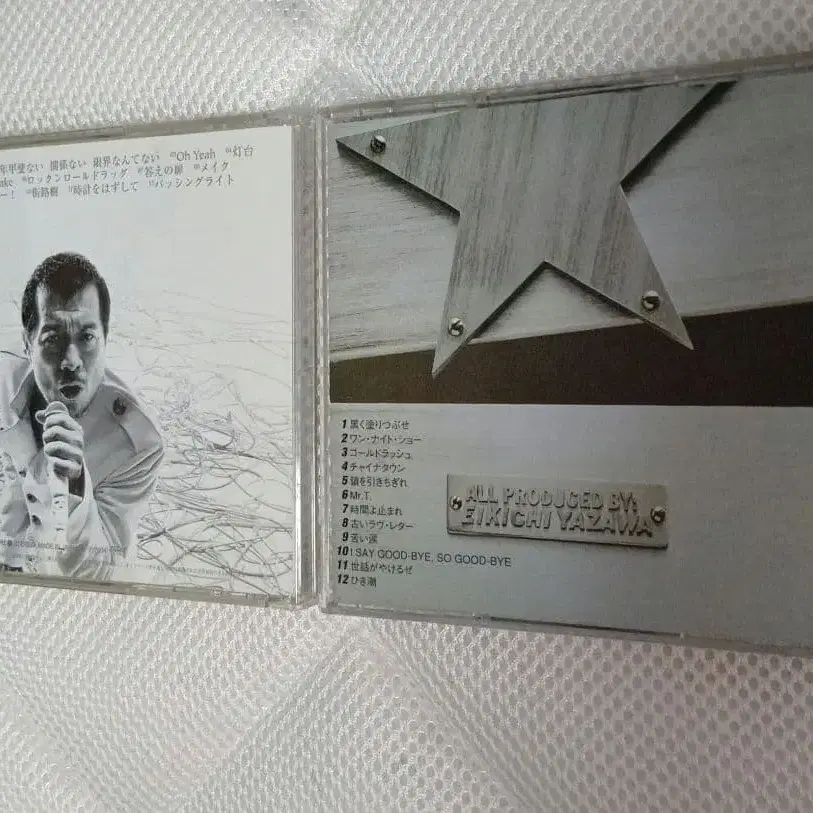 年甲斐ない 関係ない 限界なんてない Oh Yeah 灯台
ake ロックンロールドラッグ 答えの扉 メイク
ー! 街路樹 時計をはずして パッシングライト
1 黒く塗りつぶせ
2 ワン・ナイト・ショー
3 ゴールドラッシュ
4 チャイナタウン
5 鎖を引きちぎれ
6 Mr.T.
7 時間よ止まれ
8 古いラヴ・レター
9 苦い涙
10 I SAY GOOD-BYE, SO GOOD-BYE
11 世話がやけるぜ
12 ひき潮
ALL PRODUCED BY:
EIKICHI YAZAWA